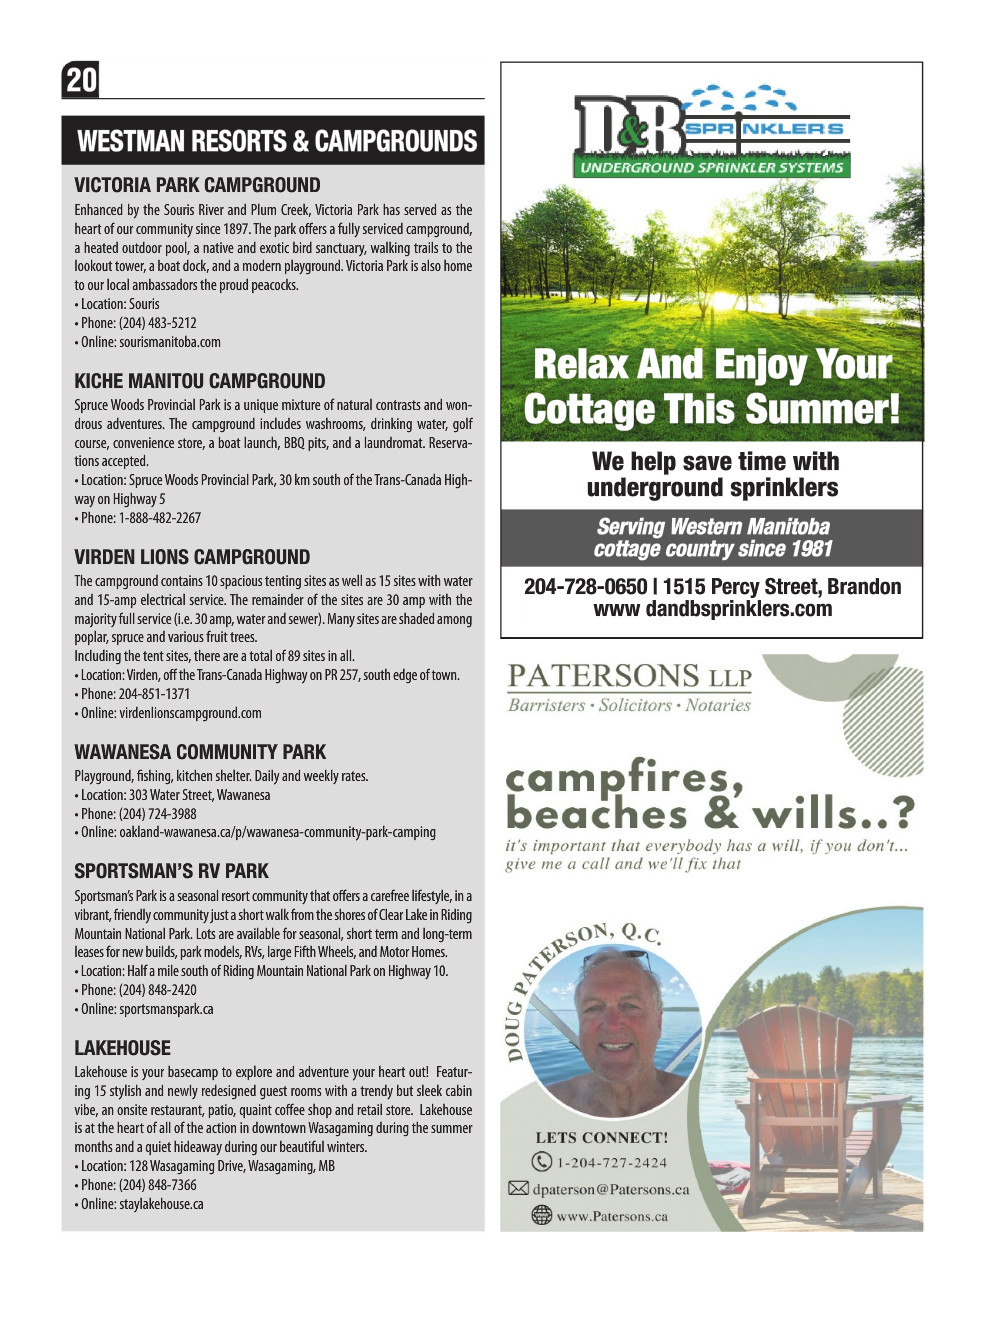 20
WESTMAN RESORTS & CAMPGROUNDS
VICTORIA PARK CAMPGROUND
Enhanced by the Souris River and Plum Creek, Victoria Park has served as the
heart of our community since 1897. The park offers a fully serviced campground,
a heated outdoor pool, a native and exotic bird sanctuary, walking trails to the
lookout tower, a boat dock, and a modern playground. Victoria Park is also home
to our local ambassadors the proud peacocks.
• Location: Souris
• Phone: (204) 483-5212
• Online: sourismanitoba.com
KICHE MANITOU CAMPGROUND
Spruce Woods Provincial Park is a unique mixture of natural contrasts and won-
drous adventures. The campground includes washrooms, drinking water, golf
course, convenience store, a boat launch, BBQ pits, and a laundromat. Reserva-
tions accepted.
• Location: Spruce Woods Provincial Park, 30 km south of the Trans-Canada High-
way on Highway 5
• Phone: 1-888-482-2267
VIRDEN LIONS CAMPGROUND
The campground contains 10 spacious tenting sites as well as 15 sites with water
and 15-amp electrical service. The remainder of the sites are 30 amp with the
majority full service (i.e. 30 amp, water and sewer). Many sites are shaded among
poplar, spruce and various fruit trees.
Including the tent sites, there are a total of 89 sites in all.
• Location: Virden, off the Trans-Canada Highway on PR 257, south edge of town.
• Phone: 204-851-1371
• Online: virdenlionscampground.com
WAWANESA COMMUNITY PARK
Playground, fishing, kitchen shelter. Daily and weekly rates.
• Location: 303 Water Street, Wawanesa
• Phone: (204) 724-3988
• Online: oakland-wawanesa.ca/p/wawanesa-community-park-camping
SPORTSMAN'S RV PARK
Sportsman's Park is a seasonal resort community that offers a carefree lifestyle, in a
vibrant, friendly community just a short walk from the shores of Clear Lake in Riding
Mountain National Park. Lots are available for seasonal, short term and long-term
leases for new builds, park models, RVs, large Fifth Wheels, and Motor Homes.
• Location: Half a mile south of Riding Mountain National Park on Highway 10.
• Phone: (204) 848-2420
• Online: sportsmanspark.ca
LAKEHOUSE
Lakehouse is your basecamp to explore and adventure your heart out! Featur-
ing 15 stylish and newly redesigned guest rooms with a trendy but sleek cabin
vibe, an onsite restaurant, patio, quaint coffee shop and retail store. Lakehouse
is at the heart of all of the action in downtown Wasagaming during the summer
months and a quiet hideaway during our beautiful winters.
• Location: 128 Wasagaming Drive, Wasagaming, MB
• Phone: (204) 848-7366
• Online: staylakehouse.ca
D&B SPRINKLERS
UNDERGROUND SPRINKLER SYSTEMS
Relax And Enjoy Your
Cottage This Summer!
We help save time with
underground sprinklers
Serving Western Manitoba
cottage country since 1981
204-728-0650 | 1515 Percy Street, Brandon
www dandbsprinklers.com
PATERSONS LLP
Barristers • Solicitors • Notaries
campfires,
beaches & wills..?
it's important that everybody has a will, if you don't...
give me a call and we'll fix that
DOUG PATERSON, Q.C.
LETS CONNECT!
1-204-727-2424
dpaterson@Patersons.ca
www.Patersons.ca